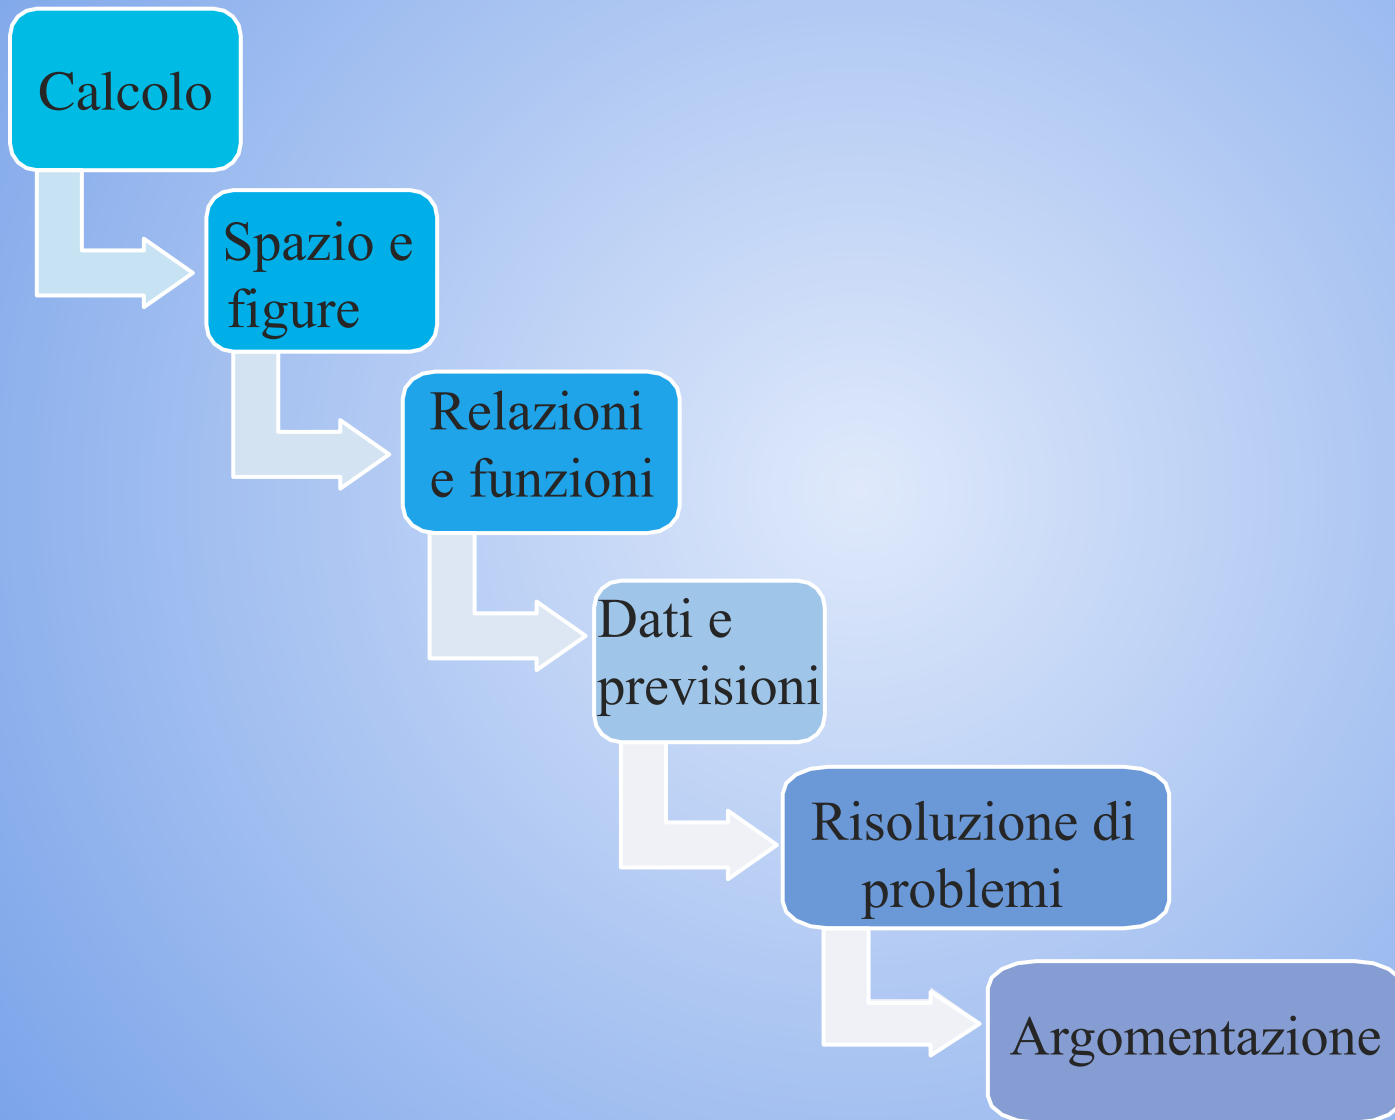 Calcolo
Spazio e
figure
Relazioni
e funzioni
Dati e
previsioni
Risoluzione di
problemi
Argomentazione